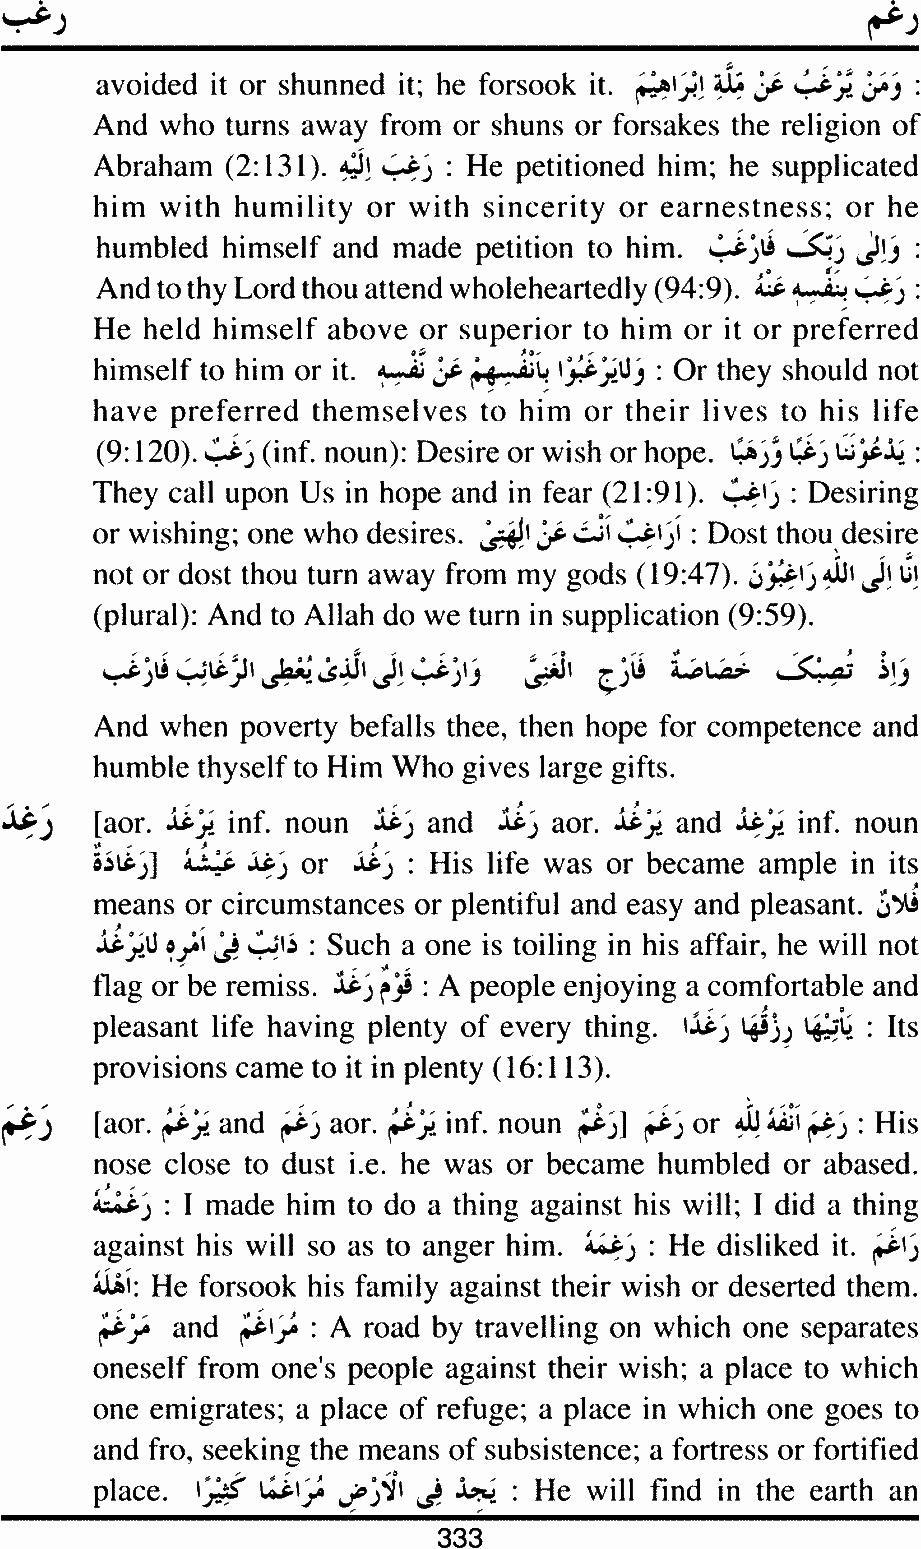 رغب رغم
avoided it or shunned it; he forsook it. وَمَنْ يَّرْغَبُ عَنْ مِّلَّةِ اِبْرَاهِيْمَ :
And who turns away from or shuns or forsakes the religion of
Abraham (2:131). رَغِبَ اِلَيْهِ : He petitioned him; he supplicated
him with humility or with sincerity or earnestness; or he
humbled himself and made petition to him. وَاِلٰى رَبِّكَ فَارْغَبْ :
And to thy Lord thou attend wholeheartedly (94:9). رَغِبَ بِنَفْسِهِ عَنْهُ :
He held himself above or superior to him or it or preferred
himself to him or it. وَلَايَرْغَبُوْا بِاَنْفُسِهِمْ عَنْ نَّفْسِهِ : Or they should not
have preferred themselves to him or their lives to his life
(9:120). رَغَبٌ (inf. noun): Desire or wish or hope. يَدْعُوْنَنَا رَغَبًا وَّرَهَبًا :
They call upon Us in hope and in fear (21:91). رَاغِبٌ : Desiring
or wishing; one who desires. اَرَاغِبٌ اَنْتَ عَنْ اٰلِهَتِىْ : Dost thou desire
not or dost thou turn away from my gods (19:47). اِنَّا اِلَى اللّٰهِ رَاغِبُوْنَ
(plural): And to Allah do we turn in supplication (9:59).
وَاِذْ تُصِبْكَ خَصَاصَةٌ فَارْجِ الْغَنِىَّ وَارْغَبْ اِلَى الَّذِىْ يُعْطِى الرَّغَائِبَ فَارْغَب
And when poverty befalls thee, then hope for competence and
humble thyself to Him Who gives large gifts.
رَغِدَ [aor. يَرْغَدُ inf. noun رَغَدٌ and رَغُدٌ aor. يَرْغُدُ and يَرْغِدُ inf. noun
رَغَادَةٌ] رَغِدَ عَيْشُهُ or رَغُدَ : His life was or became ample in its
means or circumstances or plentiful and easy and pleasant. فُلَانٌ
دَائِبٌ فِىْ اَمْرِهٖ لَايَرْغُدُ : Such a one is toiling in his affair, he will not
flag or be remiss. قَوْمٌ رَغَدٌ : A people enjoying a comfortable and
pleasant life having plenty of every thing. يَأْتِيْهَا رِزْقُهَا رَغَدًا : Its
provisions came to it in plenty (16:113).
رَغِمَ [aor. يَرْغَمُ and رَغَمَ aor. يَرْغُمُ inf. noun رَغْمٌ] رَغَمَ or رَغِمَ اَنْفُهُ لِلّٰهِ : His
nose close to dust i.e. he was or became humbled or abased.
رَغَمْتُهُ : I made him to do a thing against his will; I did a thing
against his will so as to anger him. رَغِمَهُ : He disliked it. رَاغَمَ
اَهْلَهُ: He forsook his family against their wish or deserted them.
مَرْغَمٌ and مُرَاغَمٌ : A road by travelling on which one separates
oneself from one's people against their wish; a place to which
one emigrates; a place of refuge; a place in which one goes to
and fro, seeking the means of subsistence; a fortress or fortified
place. يَجِدْ فِى الْاَرْضِ مُرَاغَمًا كَثِيْرًا : He will find in the earth an
333